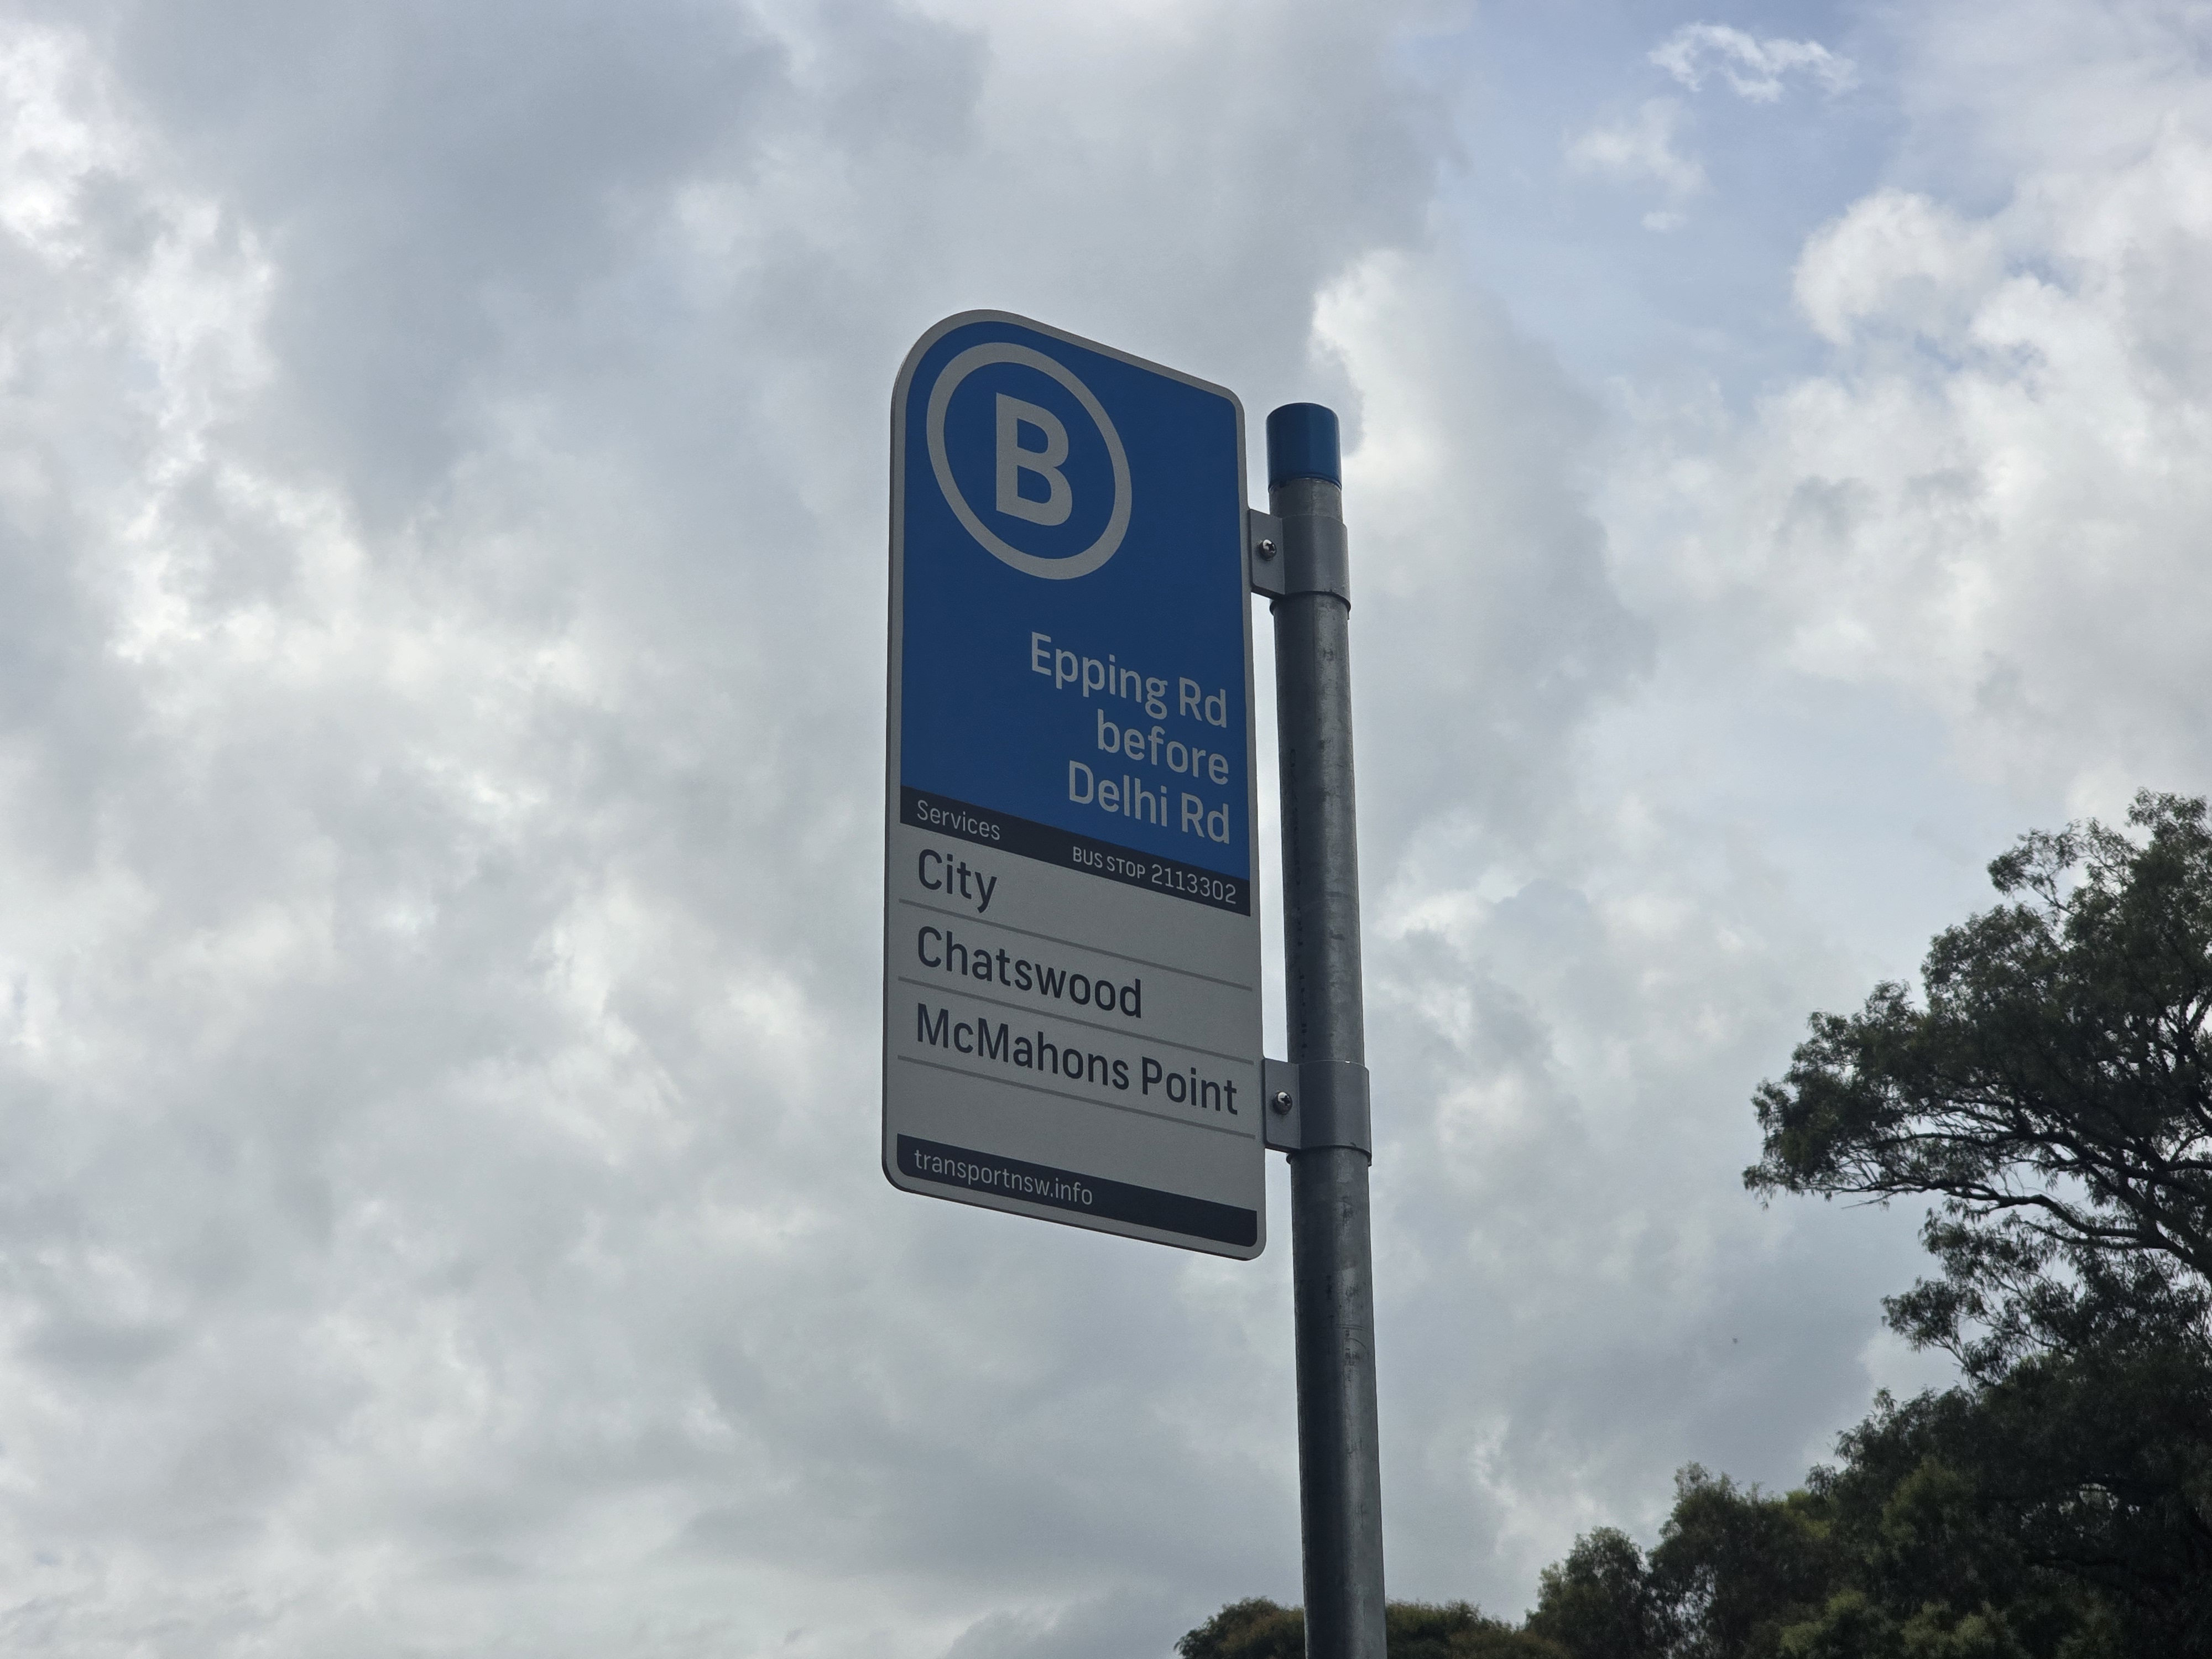 B
Epping Rd
before
Delhi Rd
Services
BUS STOP 2113302
City
Chatswood
McMahons Point
transportnsw.info